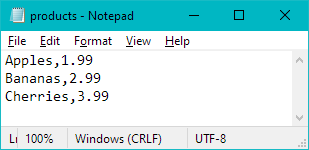 products - Notepad
File Edit Format View Help
Apples,1.99
Bananas,2.99
Cherries,3.99
100% Windows (CRLF) UTF-8